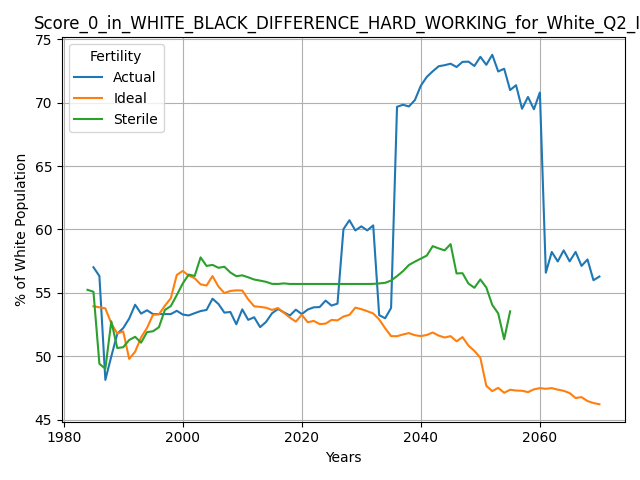 Score_0_in_WHITE_BLACK_DIFFERENCE_HARD_WORKING_for_White_Q2_I
75
70
65
60
55
50
45
% of White Population
Fertility
Actual
Ideal
Sterile
1980
2000
2020
2040
2060
Years